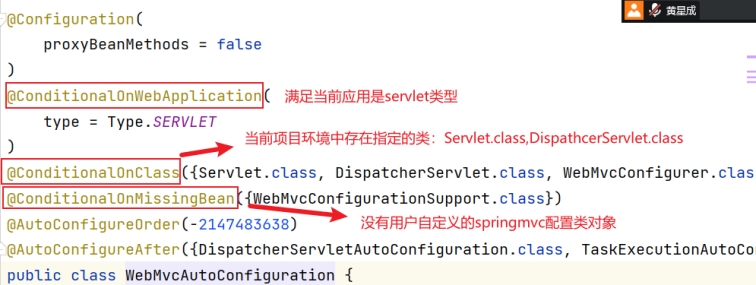 黄星成
@Configuration(
proxyBeanMethods = false
)
@ConditionalOnWebApplication( 满足当前应用是servlet类型
type = Type.SERVLET
) 当前项目环境中存在指定的类：Servlet.class,DispathcerServlet.class
@ConditionalOnClass({Servlet.class, DispatcherServlet.class, WebMvcConfigurer.clas
@ConditionalOnMissingBean({WebMvcConfigurationSupport.class})
@AutoConfigureOrder(-2147483638) 没有用户自定义的springmvc配置类对象
@AutoConfigureAfter({DispatcherServletAutoConfiguration.class, TaskExecutionAutoCon
public class WebMvcAutoConfiguration {